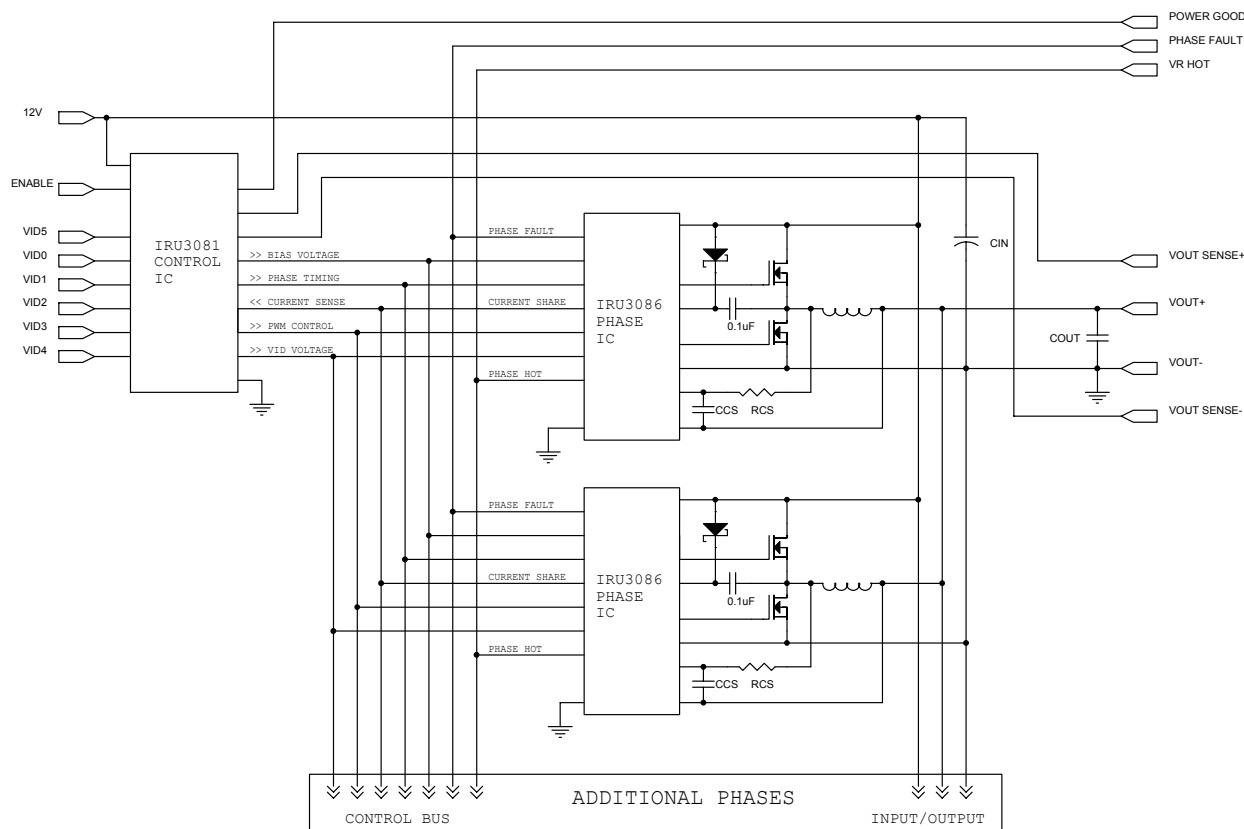 POWER GOOD
PHASE FAULT
VR HOT
12V
ENABLE
VID5
VID0
VID1
VID2
VID3
VID4
IRU3081
CONTROL
IC
>> BIAS VOLTAGE
>> PHASE TIMING
<< CURRENT SENSE
>> PWM CONTROL
>> VID VOLTAGE
PHASE FAULT
CURRENT SHARE
PHASE HOT
IRU3086
PHASE
IC
0.1uF
CCS
RCS
CIN
VOUT SENSE+
VOUT+
COUT
VOUT-
VOUT SENSE-
PHASE FAULT
CURRENT SHARE
PHASE HOT
IRU3086
PHASE
IC
0.1uF
CCS
RCS
ADDITIONAL PHASES
CONTROL BUS
INPUT/OUTPUT